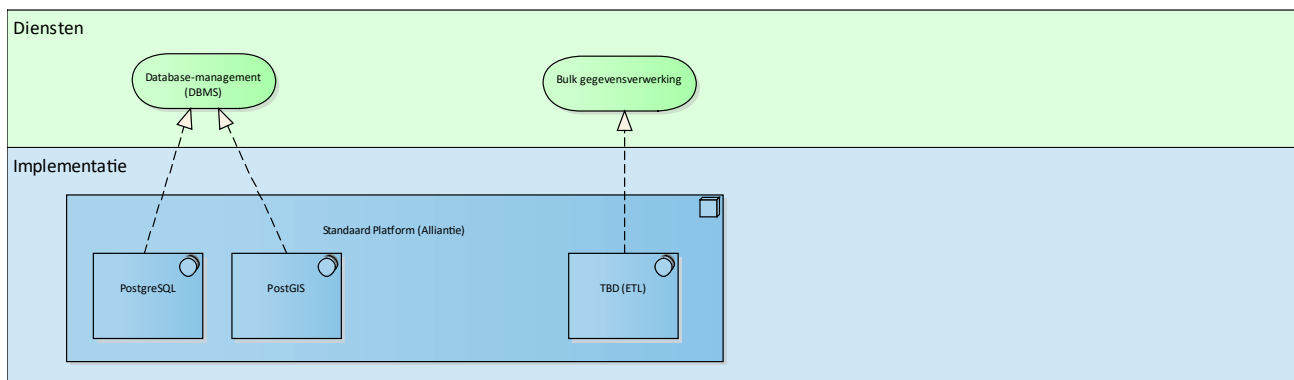 Diensten
Database-management
(DBMS)
Bulk gegevensverwerking
Implementatie
Standaard Platform (Alliantie)
PostgreSQL
PostGIS
TBD (ETL)